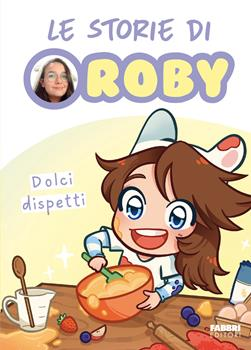 LE STORIE DI
ROBY
Dolci
dispetti
FABBRI
EDITORI